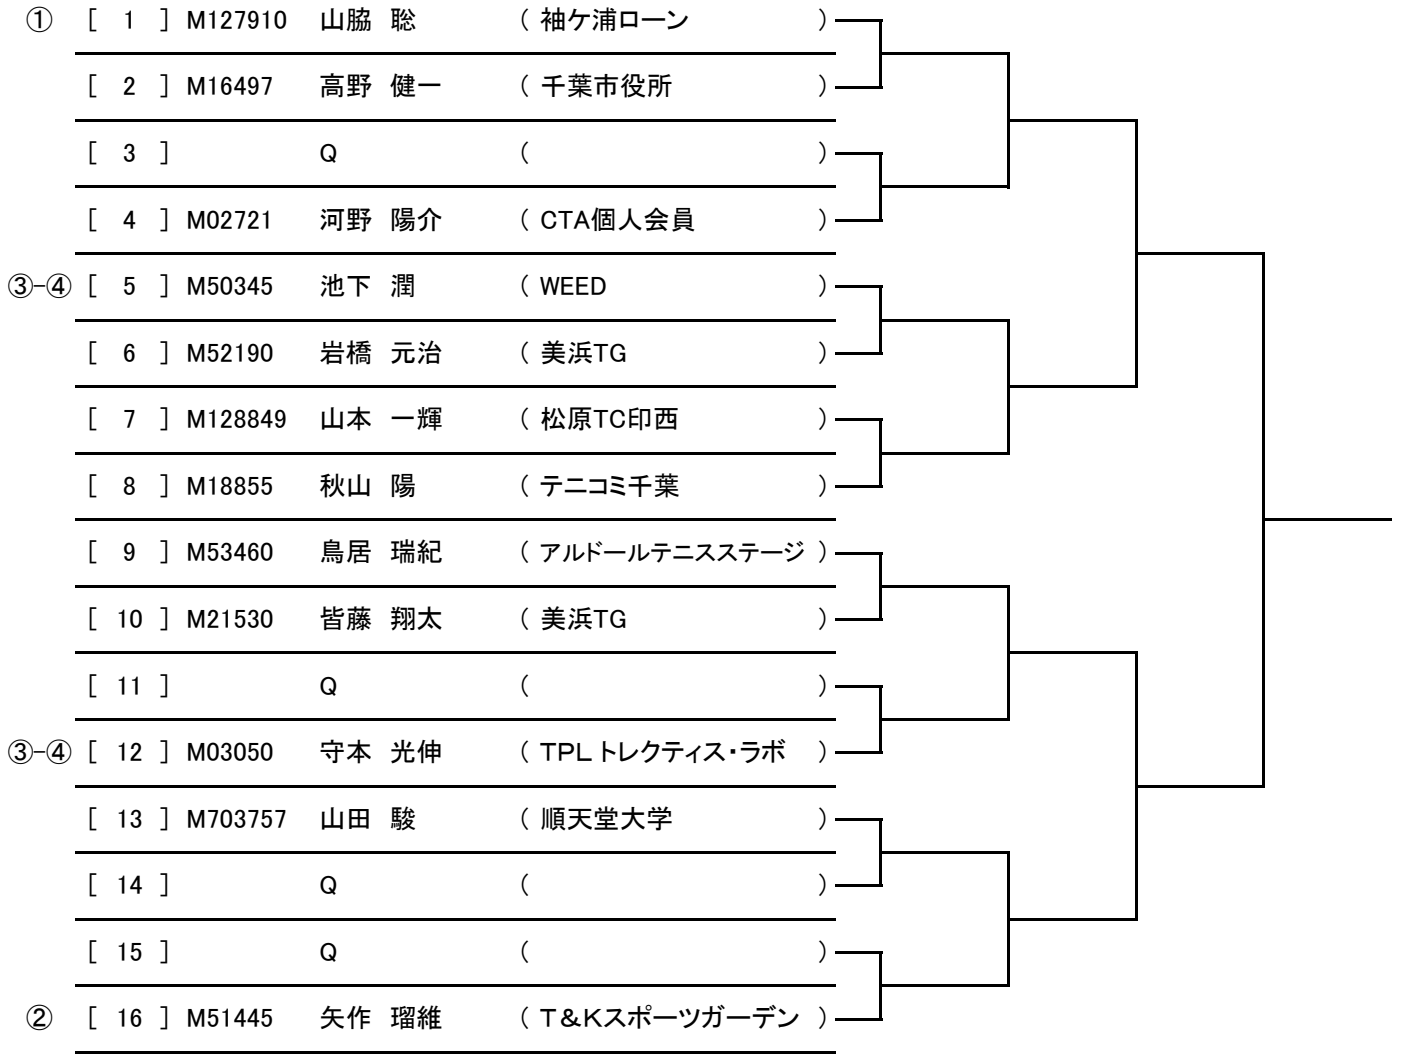 ① [ 1 ] M127910 山脇 聡 ( 袖ケ浦ローン )
[ 2 ] M16497 高野 健一 ( 千葉市役所 )
[ 3 ] Q ( )
[ 4 ] M02721 河野 陽介 ( CTA個人会員 )
③-④ [ 5 ] M50345 池下 潤 ( WEED )
[ 6 ] M52190 岩橋 元治 ( 美浜TG )
[ 7 ] M128849 山本 一輝 ( 松原TC印西 )
[ 8 ] M18855 秋山 陽 ( テニコミ千葉 )
[ 9 ] M53460 鳥居 瑞紀 ( アルドールテニスステージ )
[ 10 ] M21530 皆藤 翔太 ( 美浜TG )
[ 11 ] Q ( )
③-④ [ 12 ] M03050 守本 光伸 ( TPLトレクティス・ラボ )
[ 13 ] M703757 山田 駿 ( 順天堂大学 )
[ 14 ] Q ( )
[ 15 ] Q ( )
② [ 16 ] M51445 矢作 瑠維 ( T&Kスポーツガーデン )